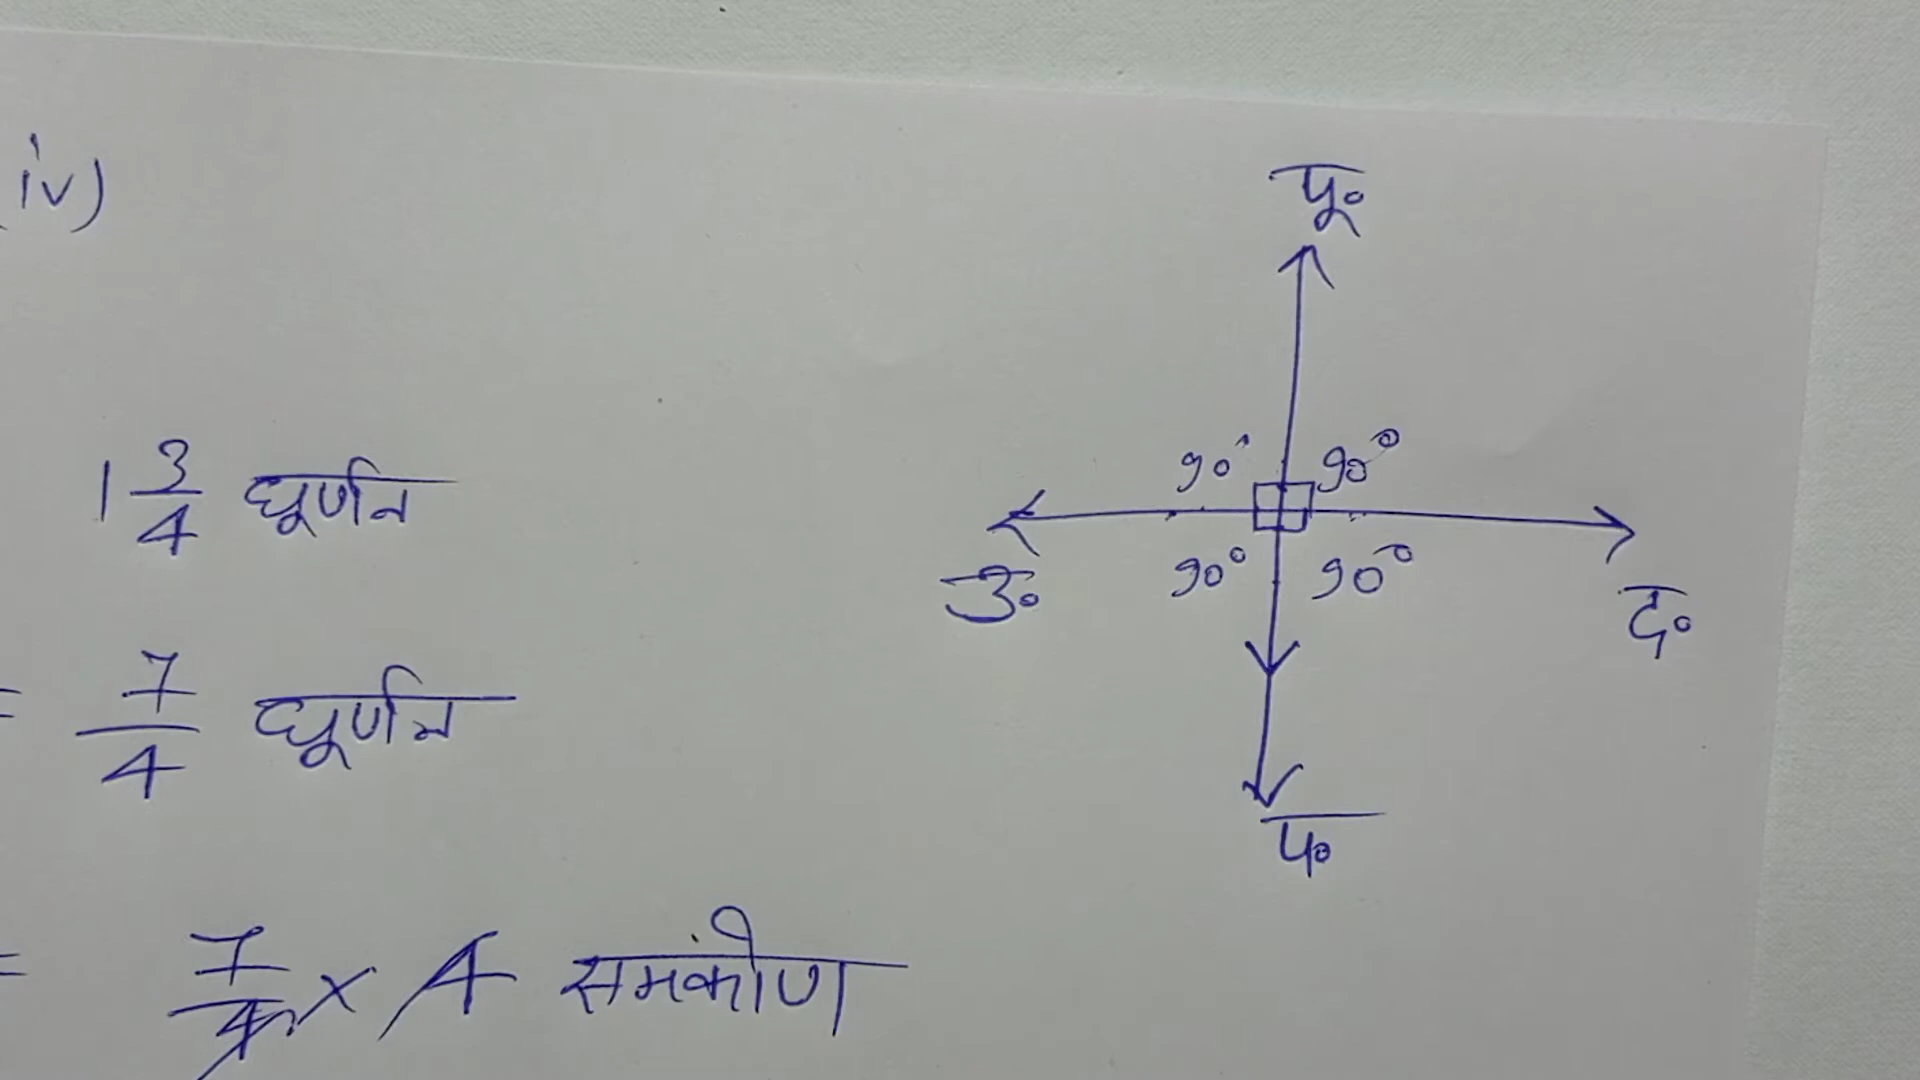 (iv)
पू॰
90° 90°
उ॰ 90° 90° द॰
प॰
1 3/4 घूर्णन
= 7/4 घूर्णन
= 7/4 × 4 समकोण